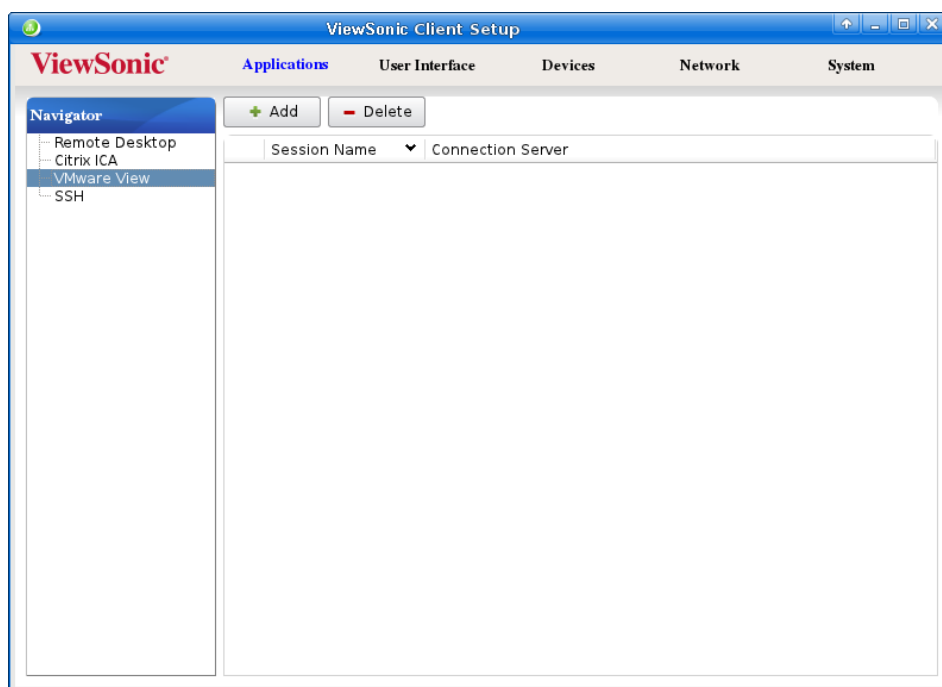 ViewSonic Client Setup
ViewSonic®
Applications User Interface Devices Network System
Navigator
Remote Desktop
Citrix ICA
VMware View
SSH
Add Delete
Session Name Connection Server